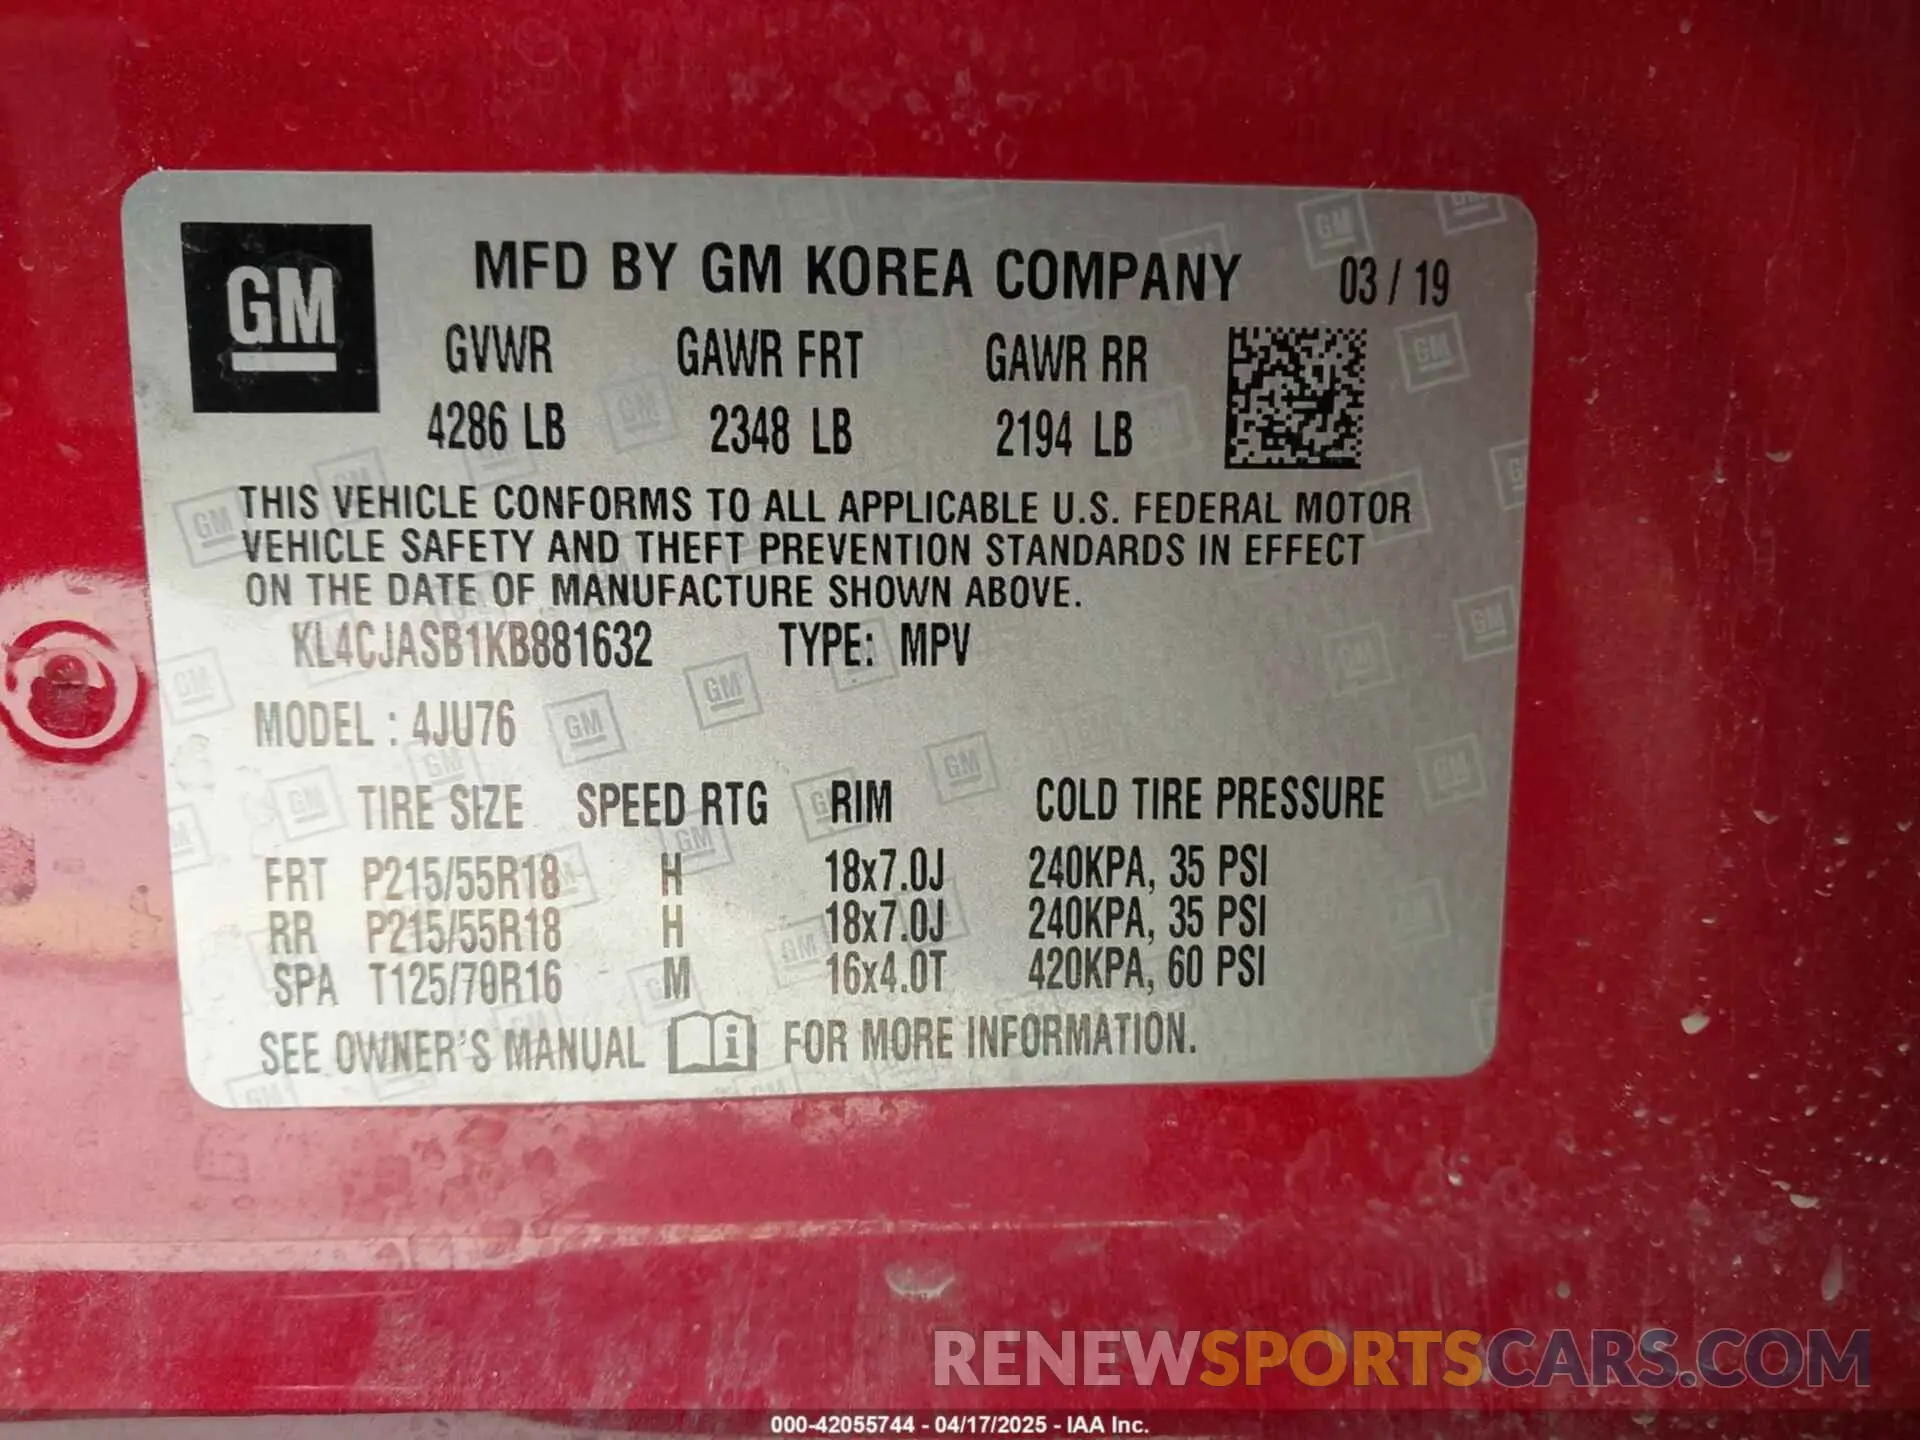 GM
MFD BY GM KOREA COMPANY 03 / 19
GVWR GAWR FRT GAWR RR
4286 LB 2348 LB 2194 LB
THIS VEHICLE CONFORMS TO ALL APPLICABLE U.S. FEDERAL MOTOR
VEHICLE SAFETY AND THEFT PREVENTION STANDARDS IN EFFECT
ON THE DATE OF MANUFACTURE SHOWN ABOVE.
KL4CJASB1KB881632 TYPE: MPV
MODEL : 4JU76
TIRE SIZE SPEED RTG RIM COLD TIRE PRESSURE
FRT P215/55R18 H 18x7.0J 240KPA, 35 PSI
RR P215/55R18 H 18x7.0J 240KPA, 35 PSI
SPA T125/70R16 M 16x4.0T 420KPA, 60 PSI
SEE OWNER'S MANUAL i FOR MORE INFORMATION.
RENEWSPORTSCARS.COM
000-42055744 - 04/17/2025 - IAA Inc.